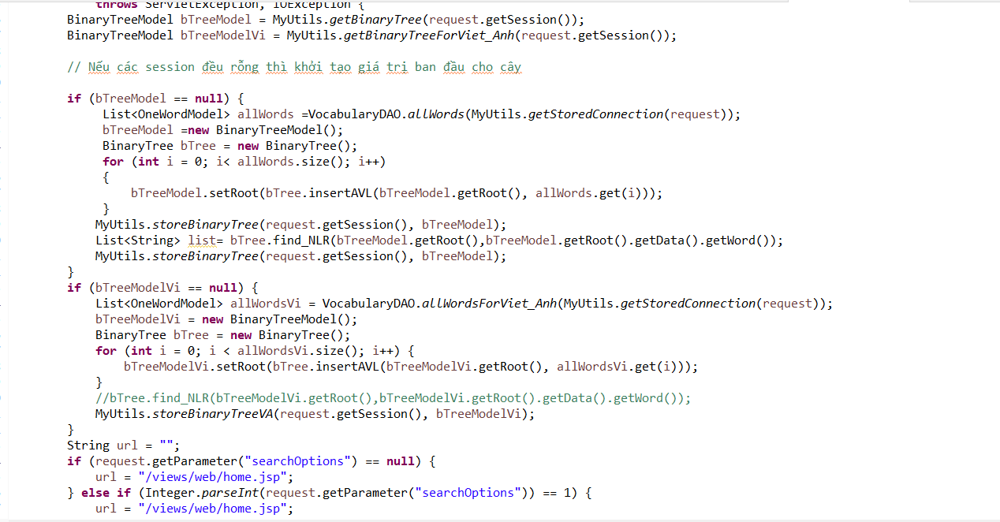 throws ServletException, IOException {
BinaryTreeModel bTreeModel = MyUtils.getBinaryTree(request.getSession());
BinaryTreeModel bTreeModelVi = MyUtils.getBinaryTreeForViet_Anh(request.getSession());
// Nếu các session đều rỗng thì khởi tạo giá trị ban đầu cho cây
if (bTreeModel == null) {
List<OneWordModel> allWords =VocabularyDAO.allWords(MyUtils.getStoredConnection(request));
bTreeModel =new BinaryTreeModel();
BinaryTree bTree = new BinaryTree();
for (int i = 0; i< allWords.size(); i++)
{
bTreeModel.setRoot(bTree.insertAVL(bTreeModel.getRoot(), allWords.get(i)));
}
MyUtils.storeBinaryTree(request.getSession(), bTreeModel);
List<String> list= bTree.find_NLR(bTreeModel.getRoot(),bTreeModel.getRoot().getData().getWord());
MyUtils.storeBinaryTree(request.getSession(), bTreeModel);
}
if (bTreeModelVi == null) {
List<OneWordModel> allWordsVi = VocabularyDAO.allWordsForViet_Anh(MyUtils.getStoredConnection(request));
bTreeModelVi = new BinaryTreeModel();
BinaryTree bTree = new BinaryTree();
for (int i = 0; i < allWordsVi.size(); i++) {
bTreeModelVi.setRoot(bTree.insertAVL(bTreeModelVi.getRoot(), allWordsVi.get(i)));
}
//bTree.find_NLR(bTreeModelVi.getRoot(),bTreeModelVi.getRoot().getData().getWord());
MyUtils.storeBinaryTreeVA(request.getSession(), bTreeModelVi);
}
String url = "";
if (request.getParameter("searchOptions") == null) {
url = "/views/web/home.jsp";
} else if (Integer.parseInt(request.getParameter("searchOptions")) == 1) {
url = "/views/web/home.jsp";